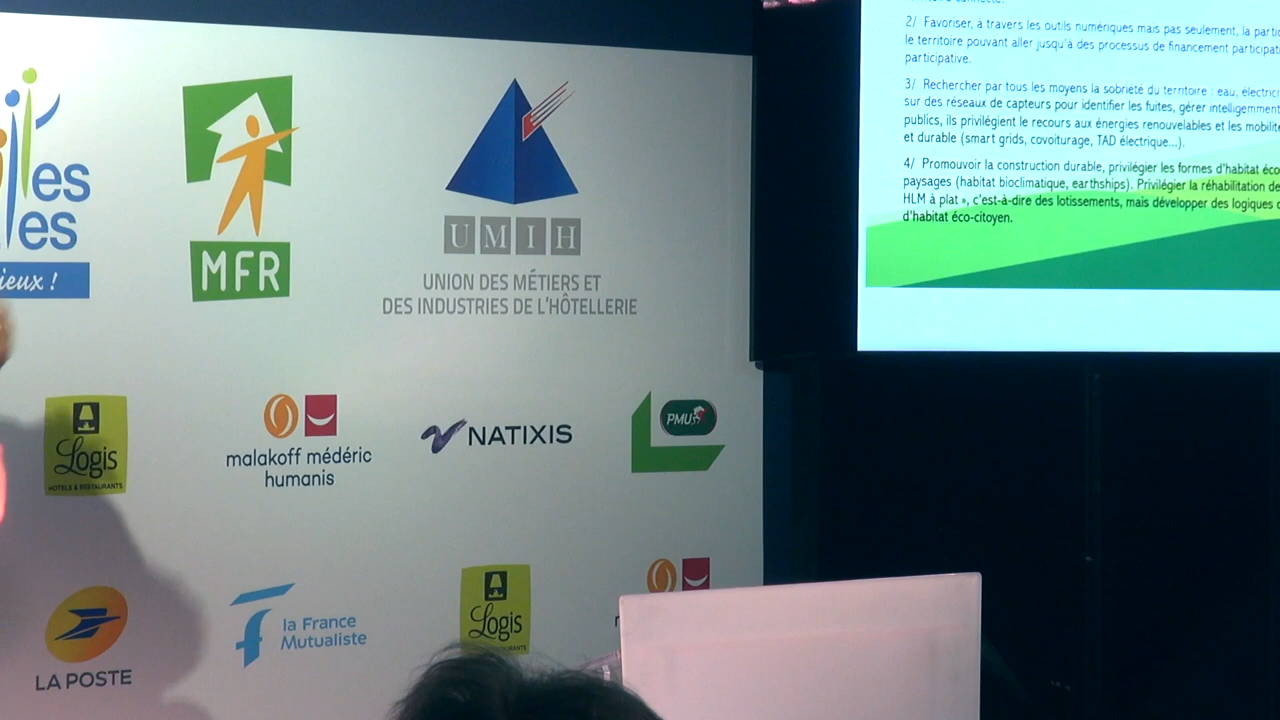 es
es
ieux !
MFR
UMIH
UNION DES MÉTIERS ET
DES INDUSTRIES DE L'HÔTELLERIE
Logis
HOTELS & RESTAURANTS
malakoff médéric
humanis
NATIXIS
PMU
LA POSTE
la France
Mutualiste
Logis
2/ Favoriser, à travers les outils numériques mais pas seulement, la partic
le territoire pouvant aller jusqu'à des processus de financement participati
participative.
3/ Rechercher par tous les moyens la sobriété du territoire : eau, électrici
sur des réseaux de capteurs pour identifier les fuites, gérer intelligemment
publics, ils privilégient le recours aux énergies renouvelables et les mobilité
et durable (smart grids, covoiturage, TAD électrique...).
4/ Promouvoir la construction durable, privilégier les formes d'habitat éco
paysages (habitat bioclimatique, earthships). Privilégier la réhabilitation de
HLM à plat », c'est-à-dire des lotissements, mais développer des logiques
d'habitat éco-citoyen.